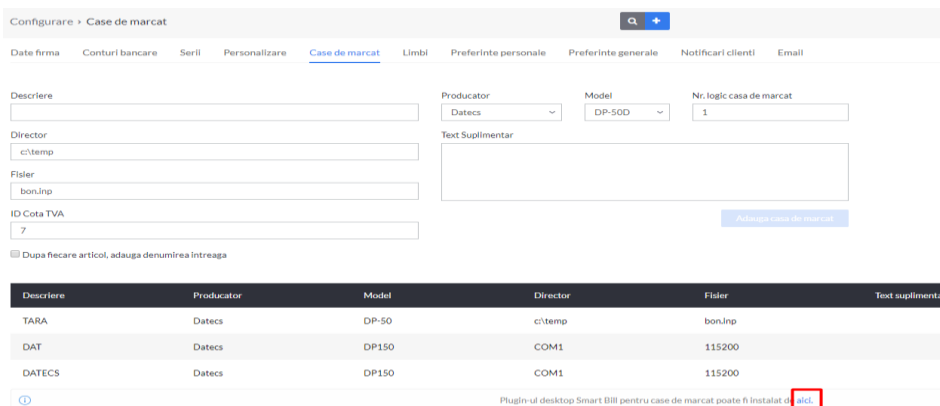 Configurare › Case de marcat
Date firma Conturi bancare Serii Personalizare Case de marcat Limbi Preferinte personale Preferinte generale Notificari clienti Email
Descriere Producator Model Nr. logic casa de marcat
Datecs DP-50D 1
Director Text Suplimentar
c:\temp
Fisier
bon.inp
ID Cota TVA
7 Adauga casa de marcat
Dupa fiecare articol, adauga denumirea intreaga
Descriere Producator Model Director Fisier Text suplimenta
TARA Datecs DP-50 c:\temp bon.inp
DAT Datecs DP150 COM1 115200
DATECS Datecs DP150 COM1 115200
Plugin-ul desktop Smart Bill pentru case de marcat poate fi instalat de aici.